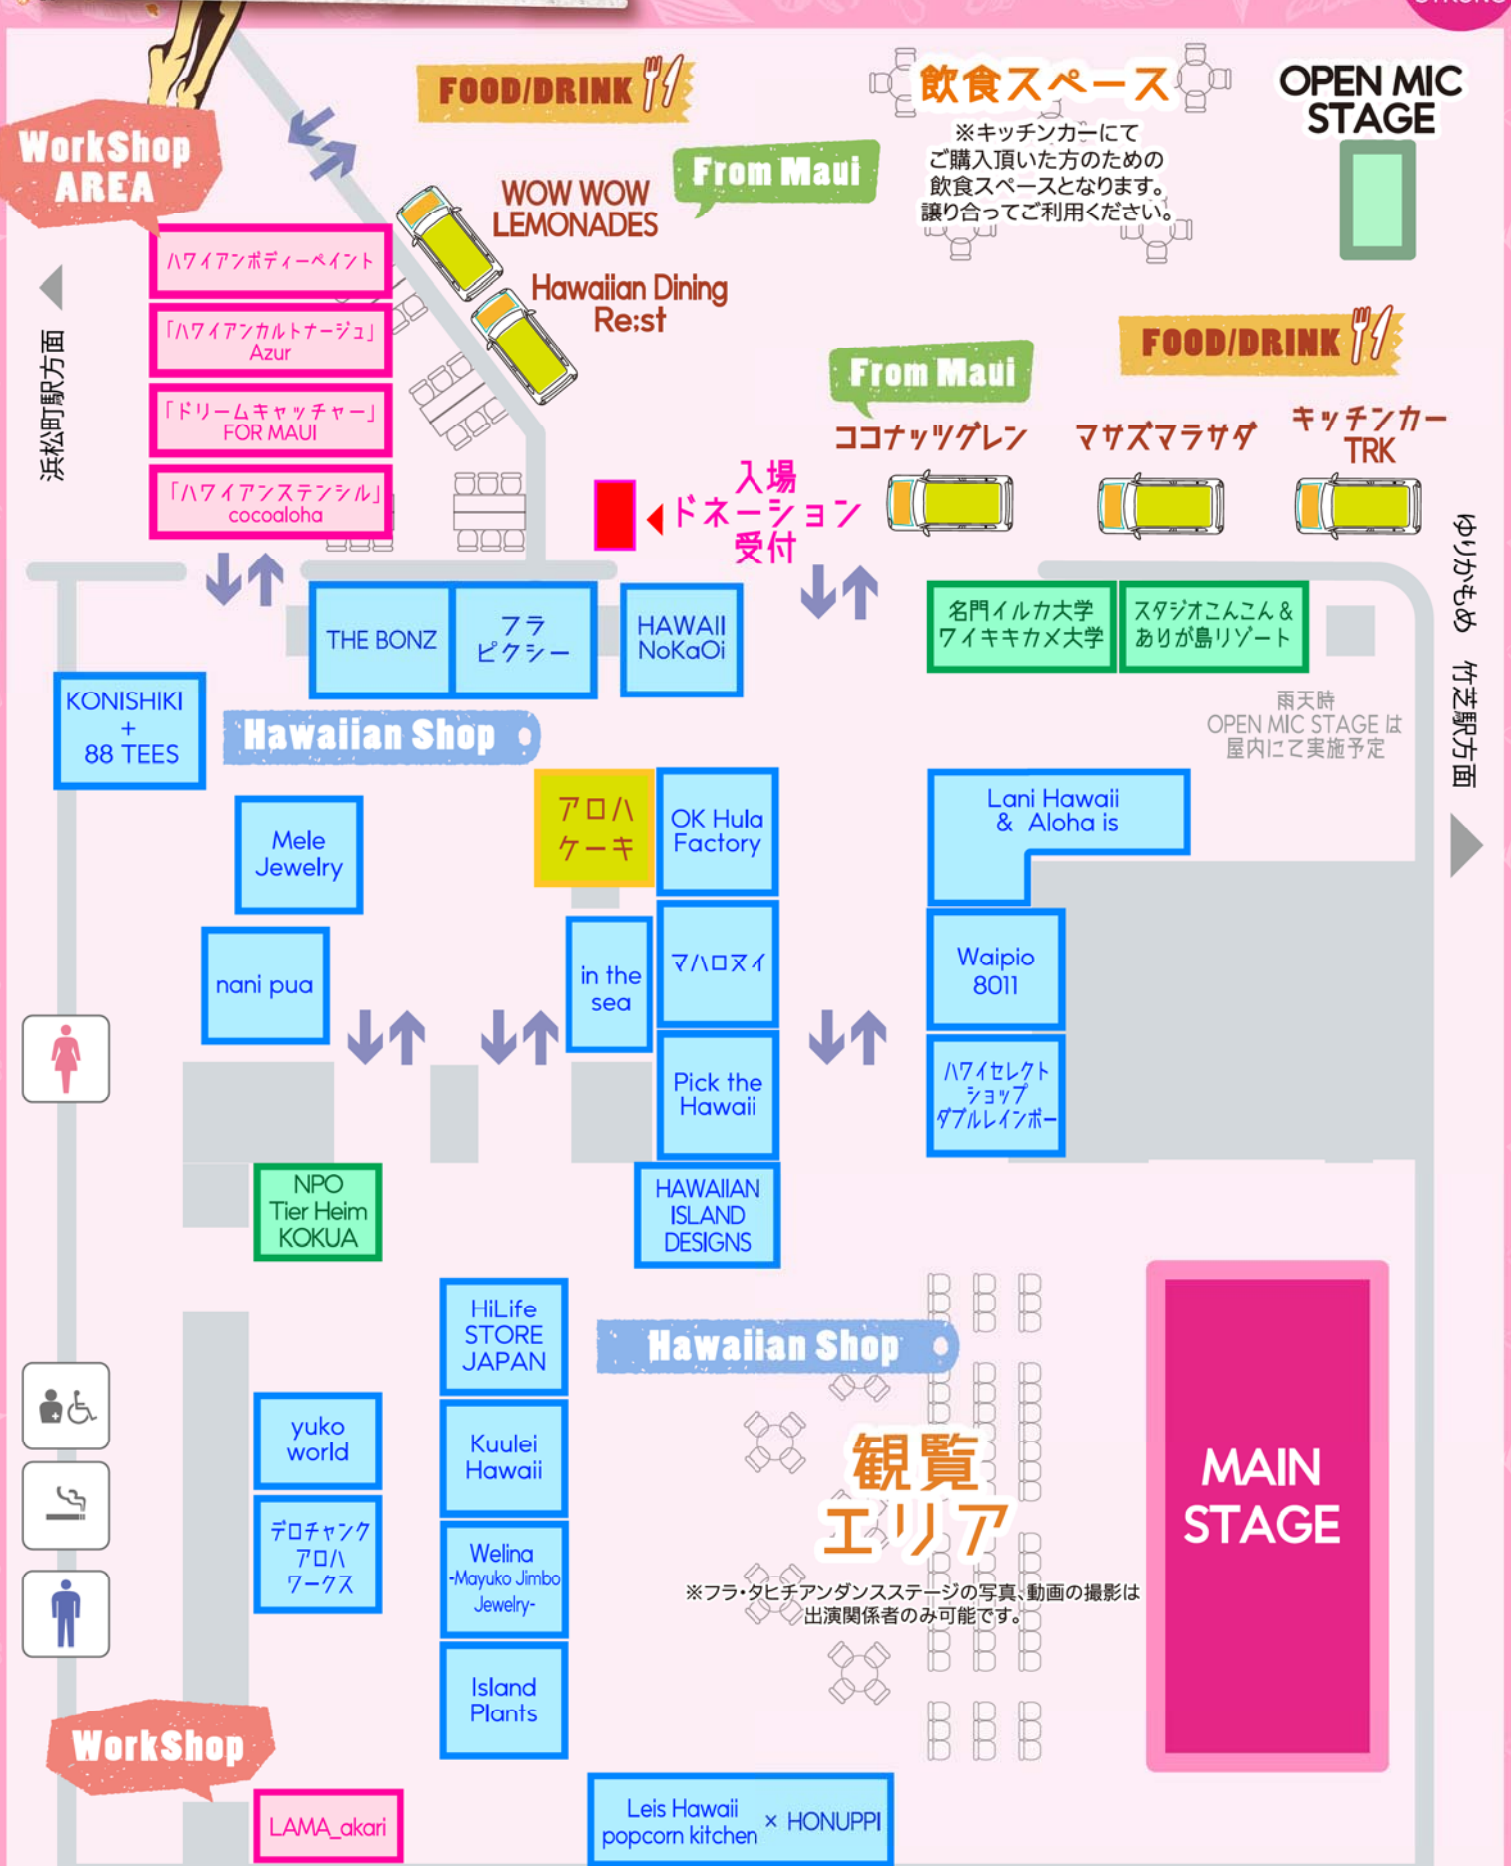 FOOD/DRINK
飲食スペース
※キッチンカーにて
ご購入頂いた方のための
飲食スペースとなります。
譲り合ってご利用ください。
OPEN MIC
STAGE
WorkShop
AREA
From Maui
WOW WOW
LEMONADES
Hawaiian Dining
Re:st
ハワイアンボディーペイント
「ハワイアンカルトナージュ」
Azur
「ドリームキャッチャー」
FOR MAUI
「ハワイアンステンシル」
cocoaloha
浜松町駅方面
FOOD/DRINK
From Maui
ココナッツグレン
マサズマラサダ
キッチンカー
TRK
入場
ドネーション
受付
ゆりかもめ 竹芝駅方面
THE BONZ
フラ
ピクシー
HAWAII
NoKaOi
名門イルカ大学
ワイキキカメ大学
スタジオこんこん&
ありが島リゾート
雨天時
OPEN MIC STAGE は
屋内にて実施予定
KONISHIKI
+
88 TEES
Hawaiian Shop
Mele
Jewelry
アロハ
ケーキ
OK Hula
Factory
Lani Hawaii
& Aloha is
nani pua
in the
sea
マハロヌイ
Waipio
8011
Pick the
Hawaii
ハワイセレクト
ショップ
ダブルレインボー
NPO
Tier Heim
KOKUA
HAWAIIAN
ISLAND
DESIGNS
HiLife
STORE
JAPAN
Hawaiian Shop
yuko
world
Kuulei
Hawaii
観覧
エリア
※フラ・タヒチアンダンスステージの写真、動画の撮影は
出演関係者のみ可能です。
MAIN
STAGE
デロチャンク
アロハ
ワークス
Welina
-Mayuko Jimbo
Jewelry-
Island
Plants
WorkShop
LAMA_akari
Leis Hawaii
popcorn kitchen
× HONUPPI